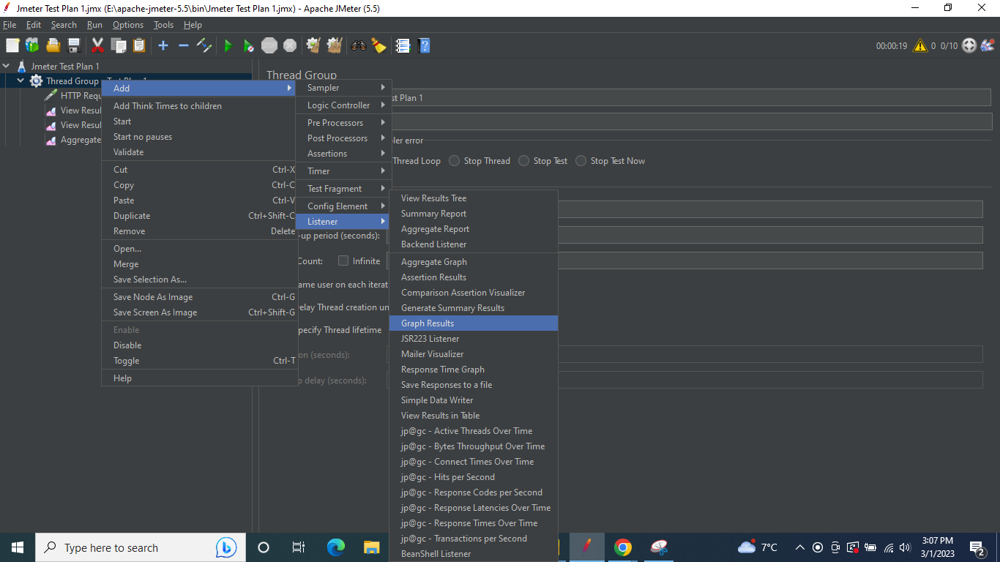 Jmeter Test Plan 1.jmx (E:\apache-jmeter-5.5\bin\Jmeter Test Plan 1.jmx) - Apache JMeter (5.5)
File Edit Search Run Options Tools Help
STOP
00:00:19 0 0/10
Jmeter Test Plan 1
Thread Group
HTTP Requ
View Resul
View Resul
Aggregate
Add
Add Think Times to children
Start
Start no pauses
Validate
Cut Ctrl-X
Copy Ctrl-C
Paste Ctrl-V
Duplicate Ctrl+Shift-C
Remove Delete
Open...
Merge
Save Selection As...
Save Node As Image Ctrl-G
Save Screen As Image Ctrl+Shift-G
Enable
Disable
Toggle Ctrl-T
Help
Sampler
Logic Controller
Pre Processors
Post Processors
Assertions
Timer
Test Fragment
Config Element
Listener
View Results Tree
Summary Report
Aggregate Report
Backend Listener
Aggregate Graph
Assertion Results
Comparison Assertion Visualizer
Generate Summary Results
Graph Results
JSR223 Listener
Mailer Visualizer
Response Time Graph
Save Responses to a file
Simple Data Writer
View Results in Table
jp@gc - Active Threads Over Time
jp@gc - Bytes Throughput Over Time
jp@gc - Connect Times Over Time
jp@gc - Hits per Second
jp@gc - Response Codes per Second
jp@gc - Response Latencies Over Time
jp@gc - Response Times Over Time
jp@gc - Transactions per Second
BeanShell Listener
Thread Group
st Plan 1
ler error
Thread Loop Stop Thread Stop Test Stop Test Now
-up period (seconds):
Count: Infinite
ame user on each iterat
elay Thread creation un
pecify Thread lifetime
on (seconds):
p delay (seconds):
Type here to search
7°C
3:07 PM
3/1/2023
2